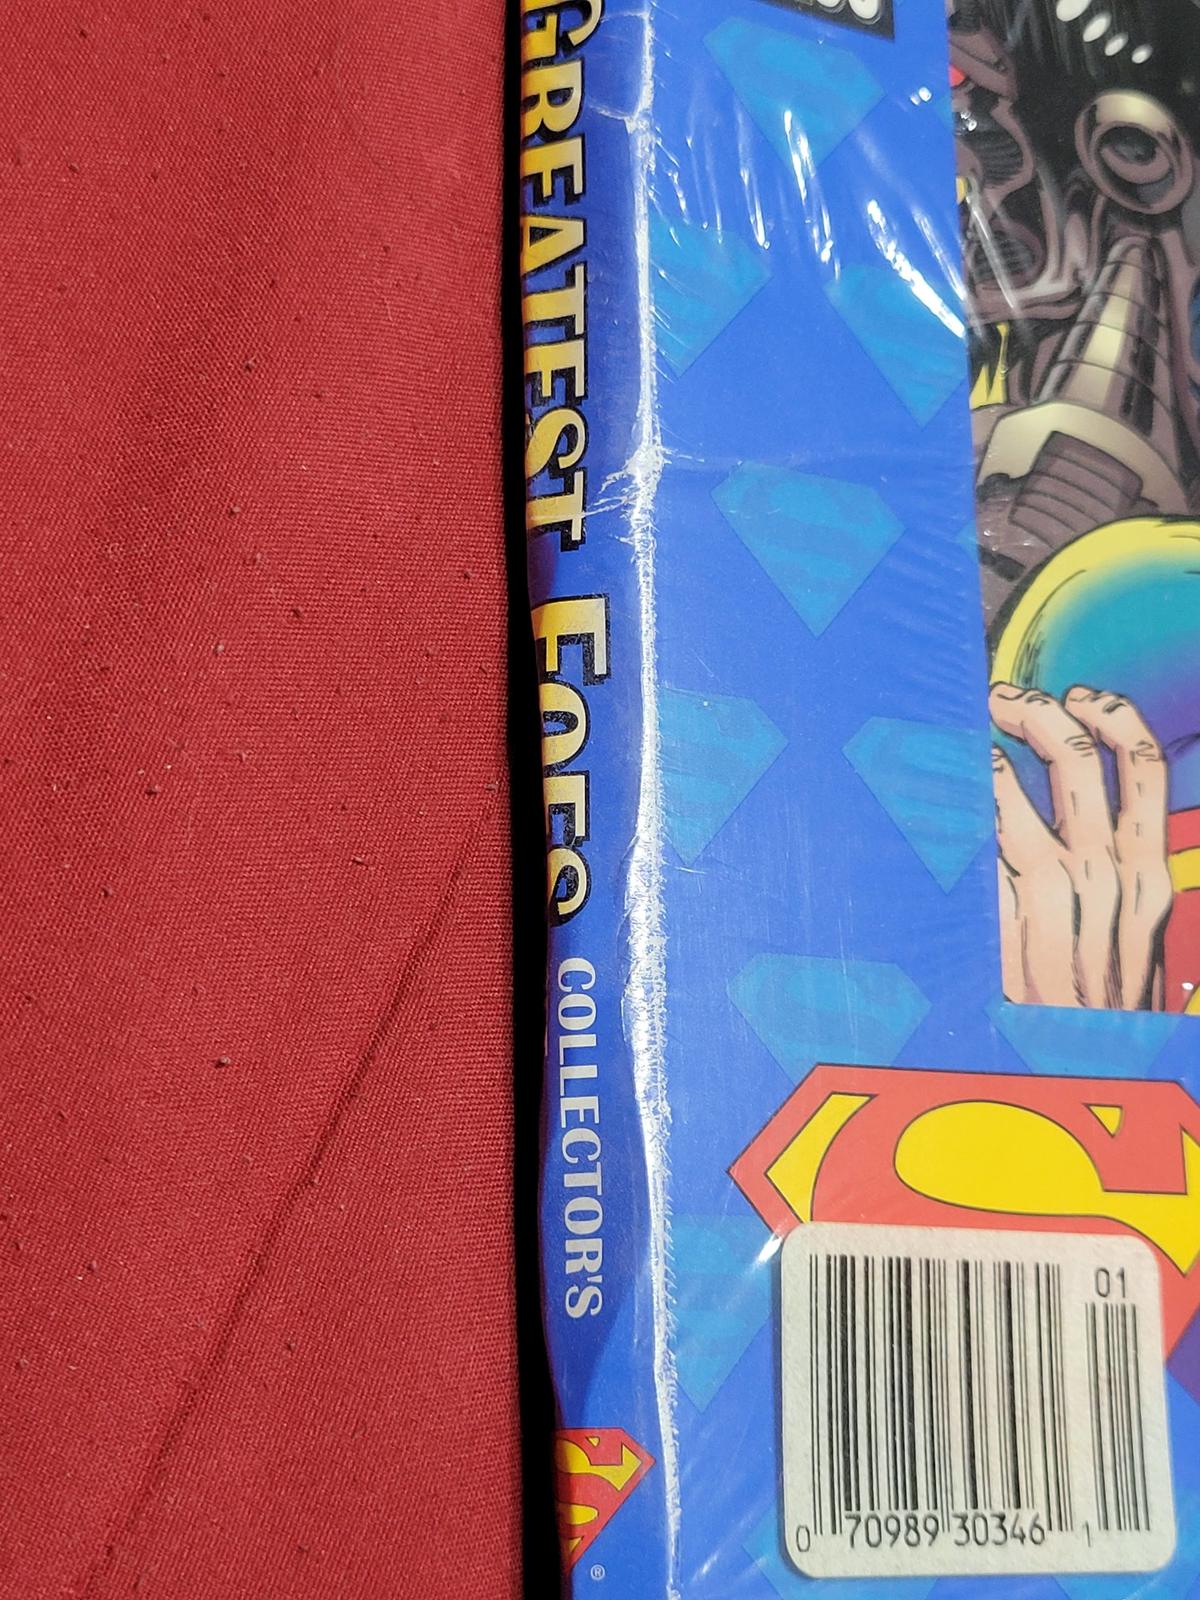 GREATEST FOES COLLECTOR'S
®
01
0 70989 30346 1